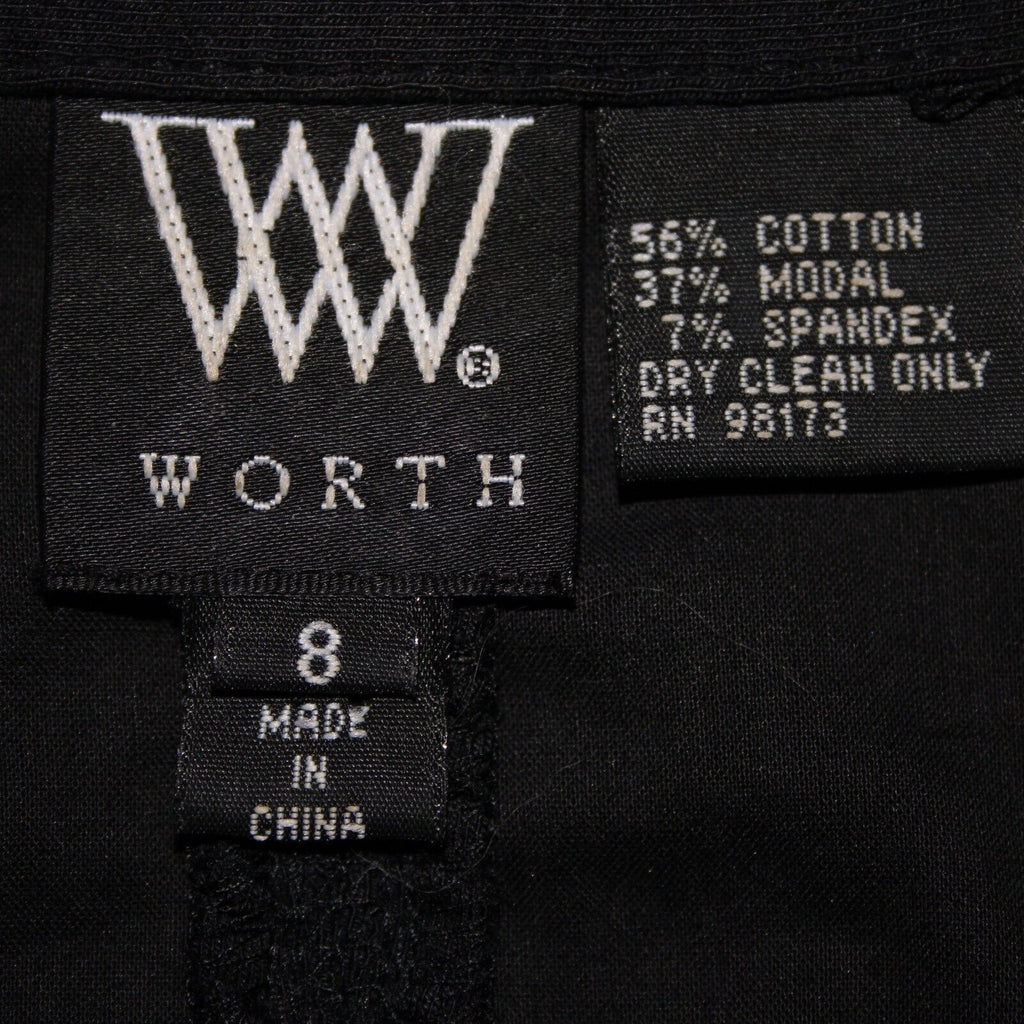 W
®
WORTH
8
MADE
IN
CHINA
56% COTTON
37% MODAL
7% SPANDEX
DRY CLEAN ONLY
RN 98173